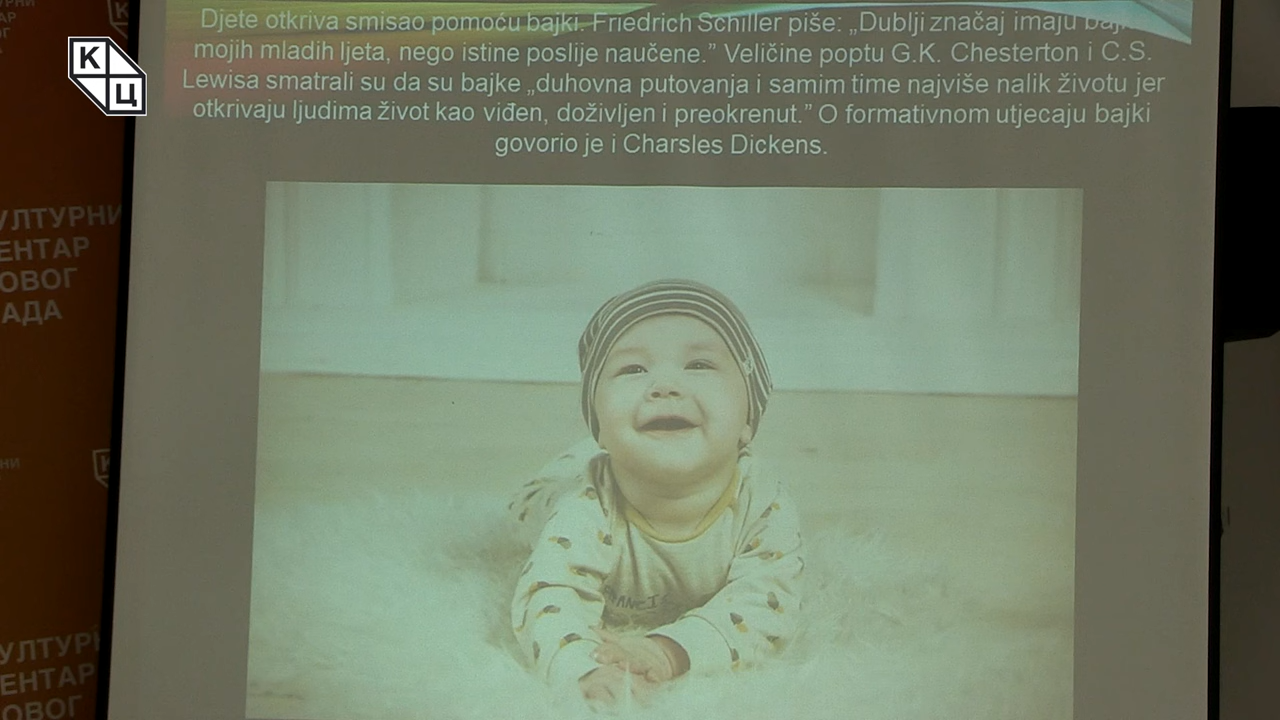 Djete otkriva smisao pomoću bajki. Friedrich Schiller piše: „Dublji značaj imaju
mojih mladih ljeta, nego istine poslije naučene.” Veličine poptu G.K. Chesterton i C.S.
Lewisa smatrali su da su bajke „duhovna putovanja i samim time najviše nalik životu jer
otkrivaju ljudima život kao viđen, doživljen i preokrenut.” O formativnom utjecaju bajki
govorio je i Charsles Dickens.
К
Ц
УЛТУРНИ
ЕНТАР
ОВОГ
АДА
УЛТУР
ЕНТАР
ОВОГ